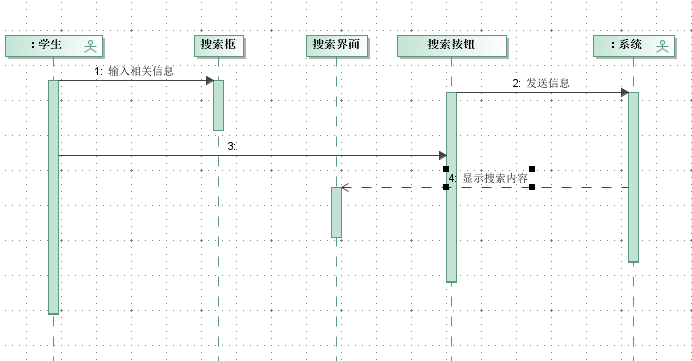 : 学生
搜索框
搜索界面
搜索按钮
: 系统
1: 输入相关信息
2: 发送信息
3:
4: 显示搜索内容